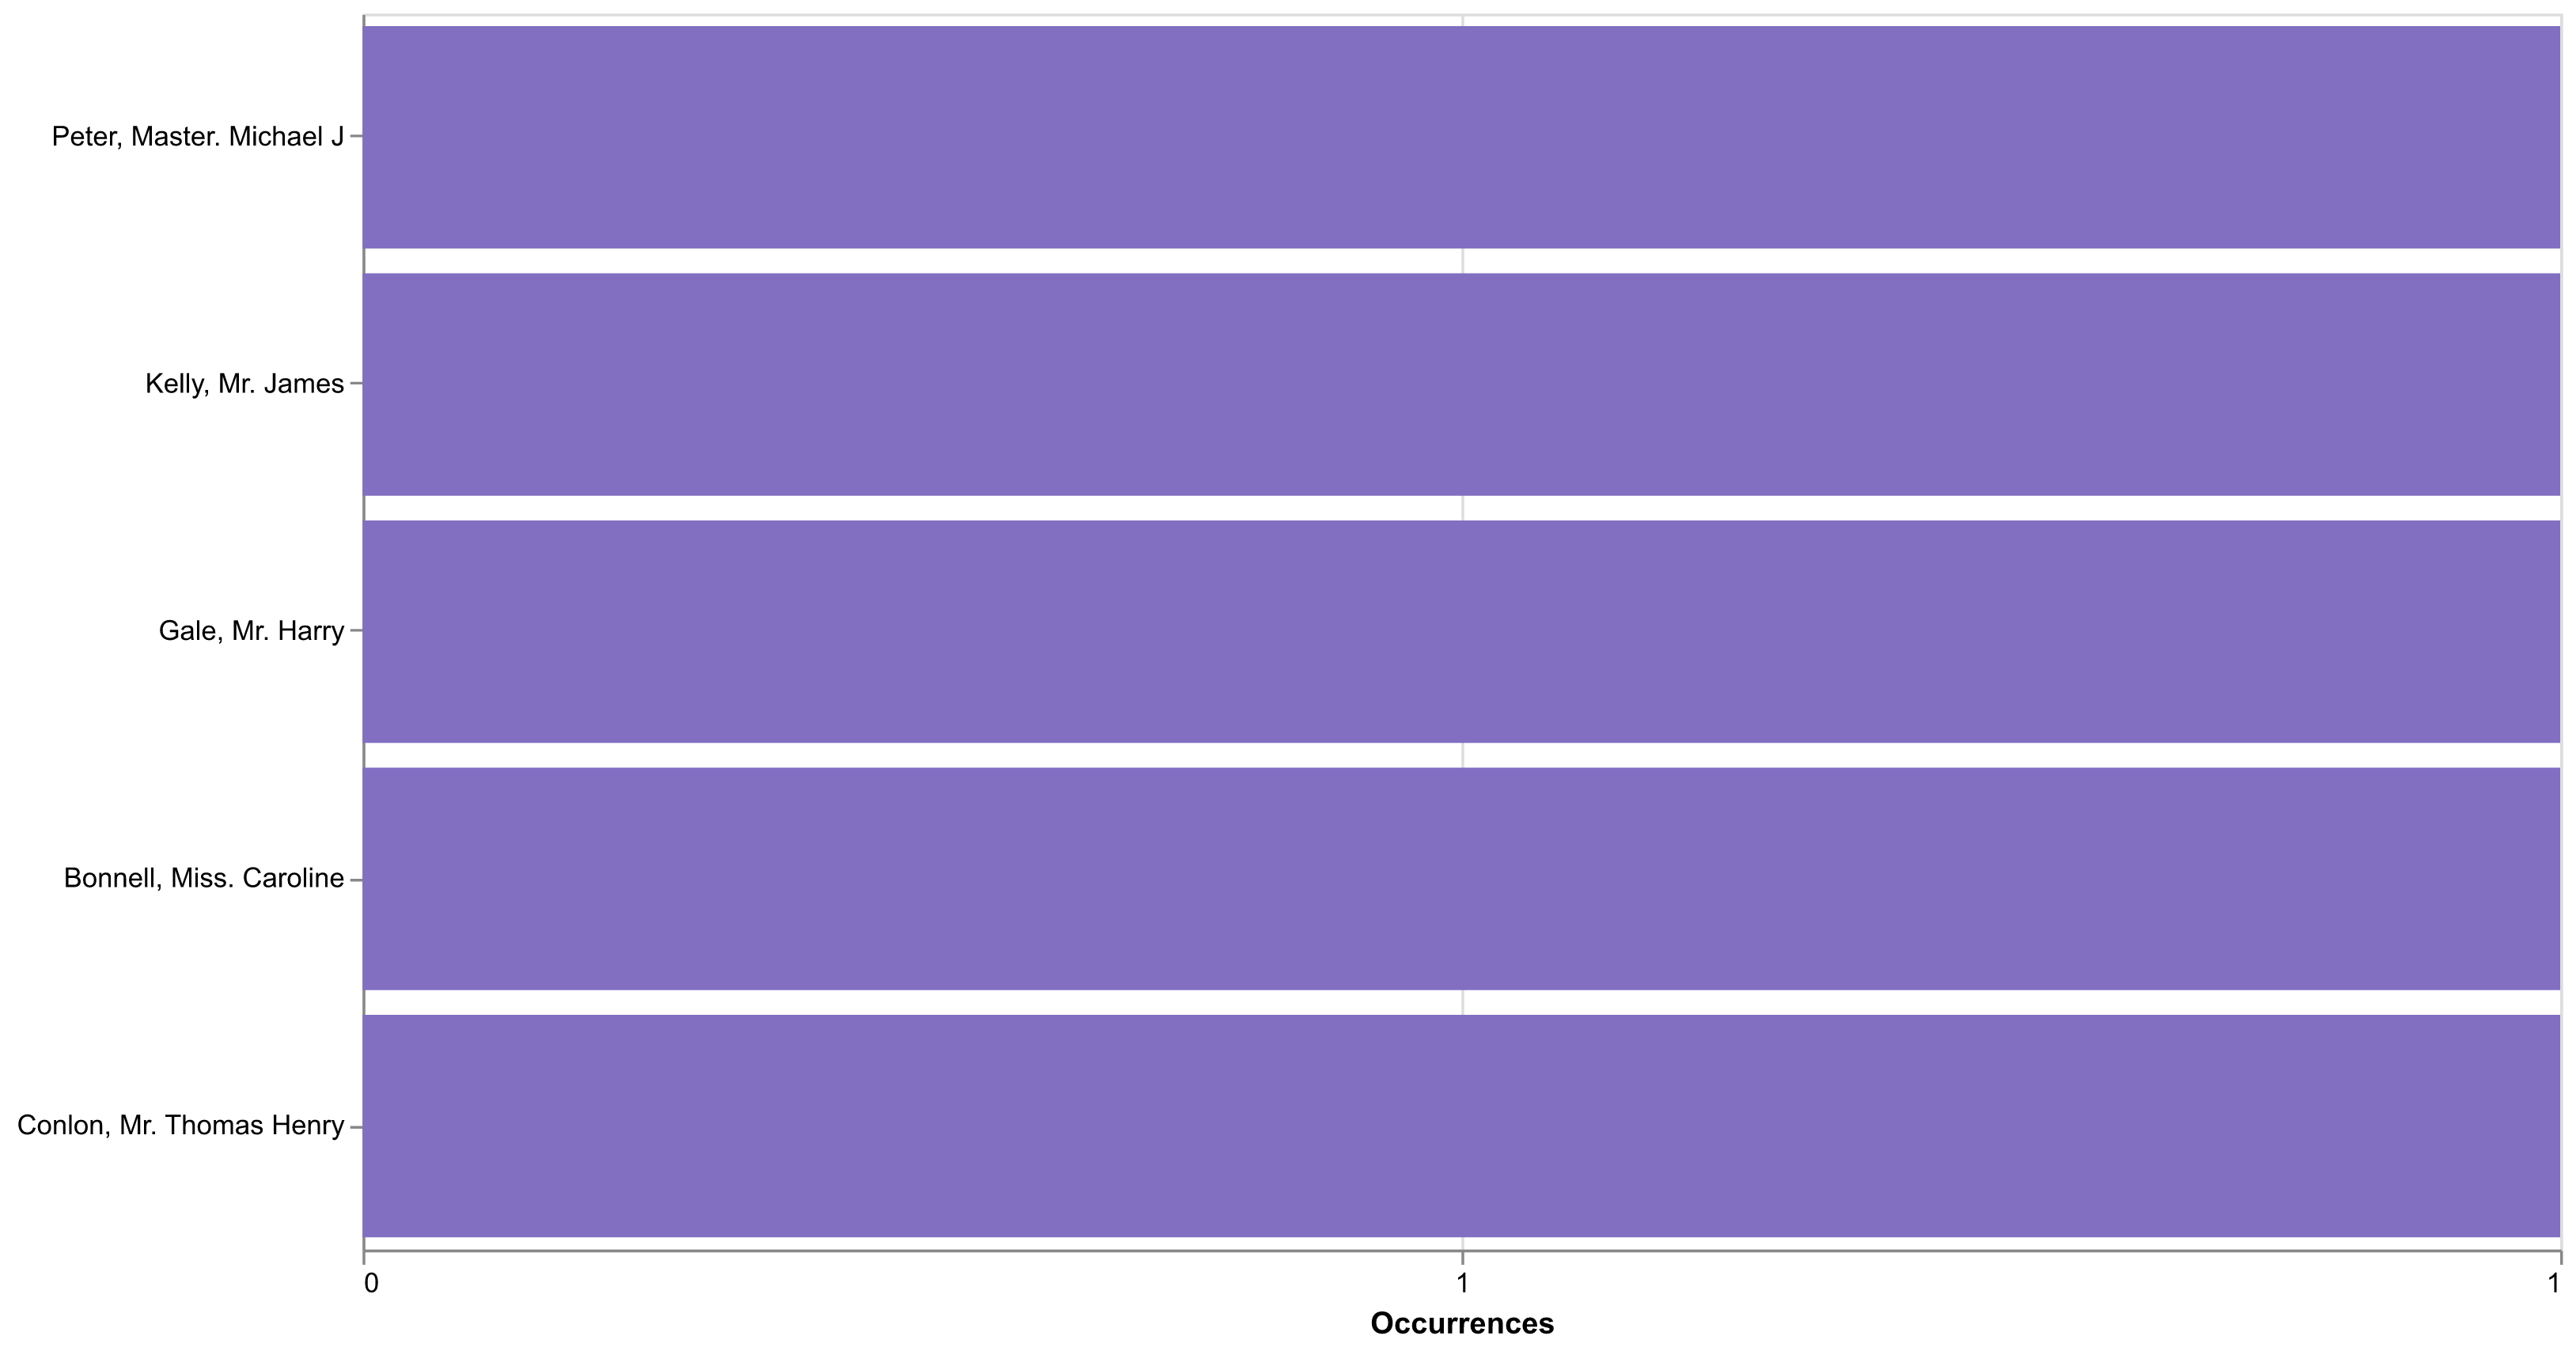 Peter, Master. Michael J
Kelly, Mr. James
Gale, Mr. Harry
Bonnell, Miss. Caroline
Conlon, Mr. Thomas Henry
0 1 1
Occurrences